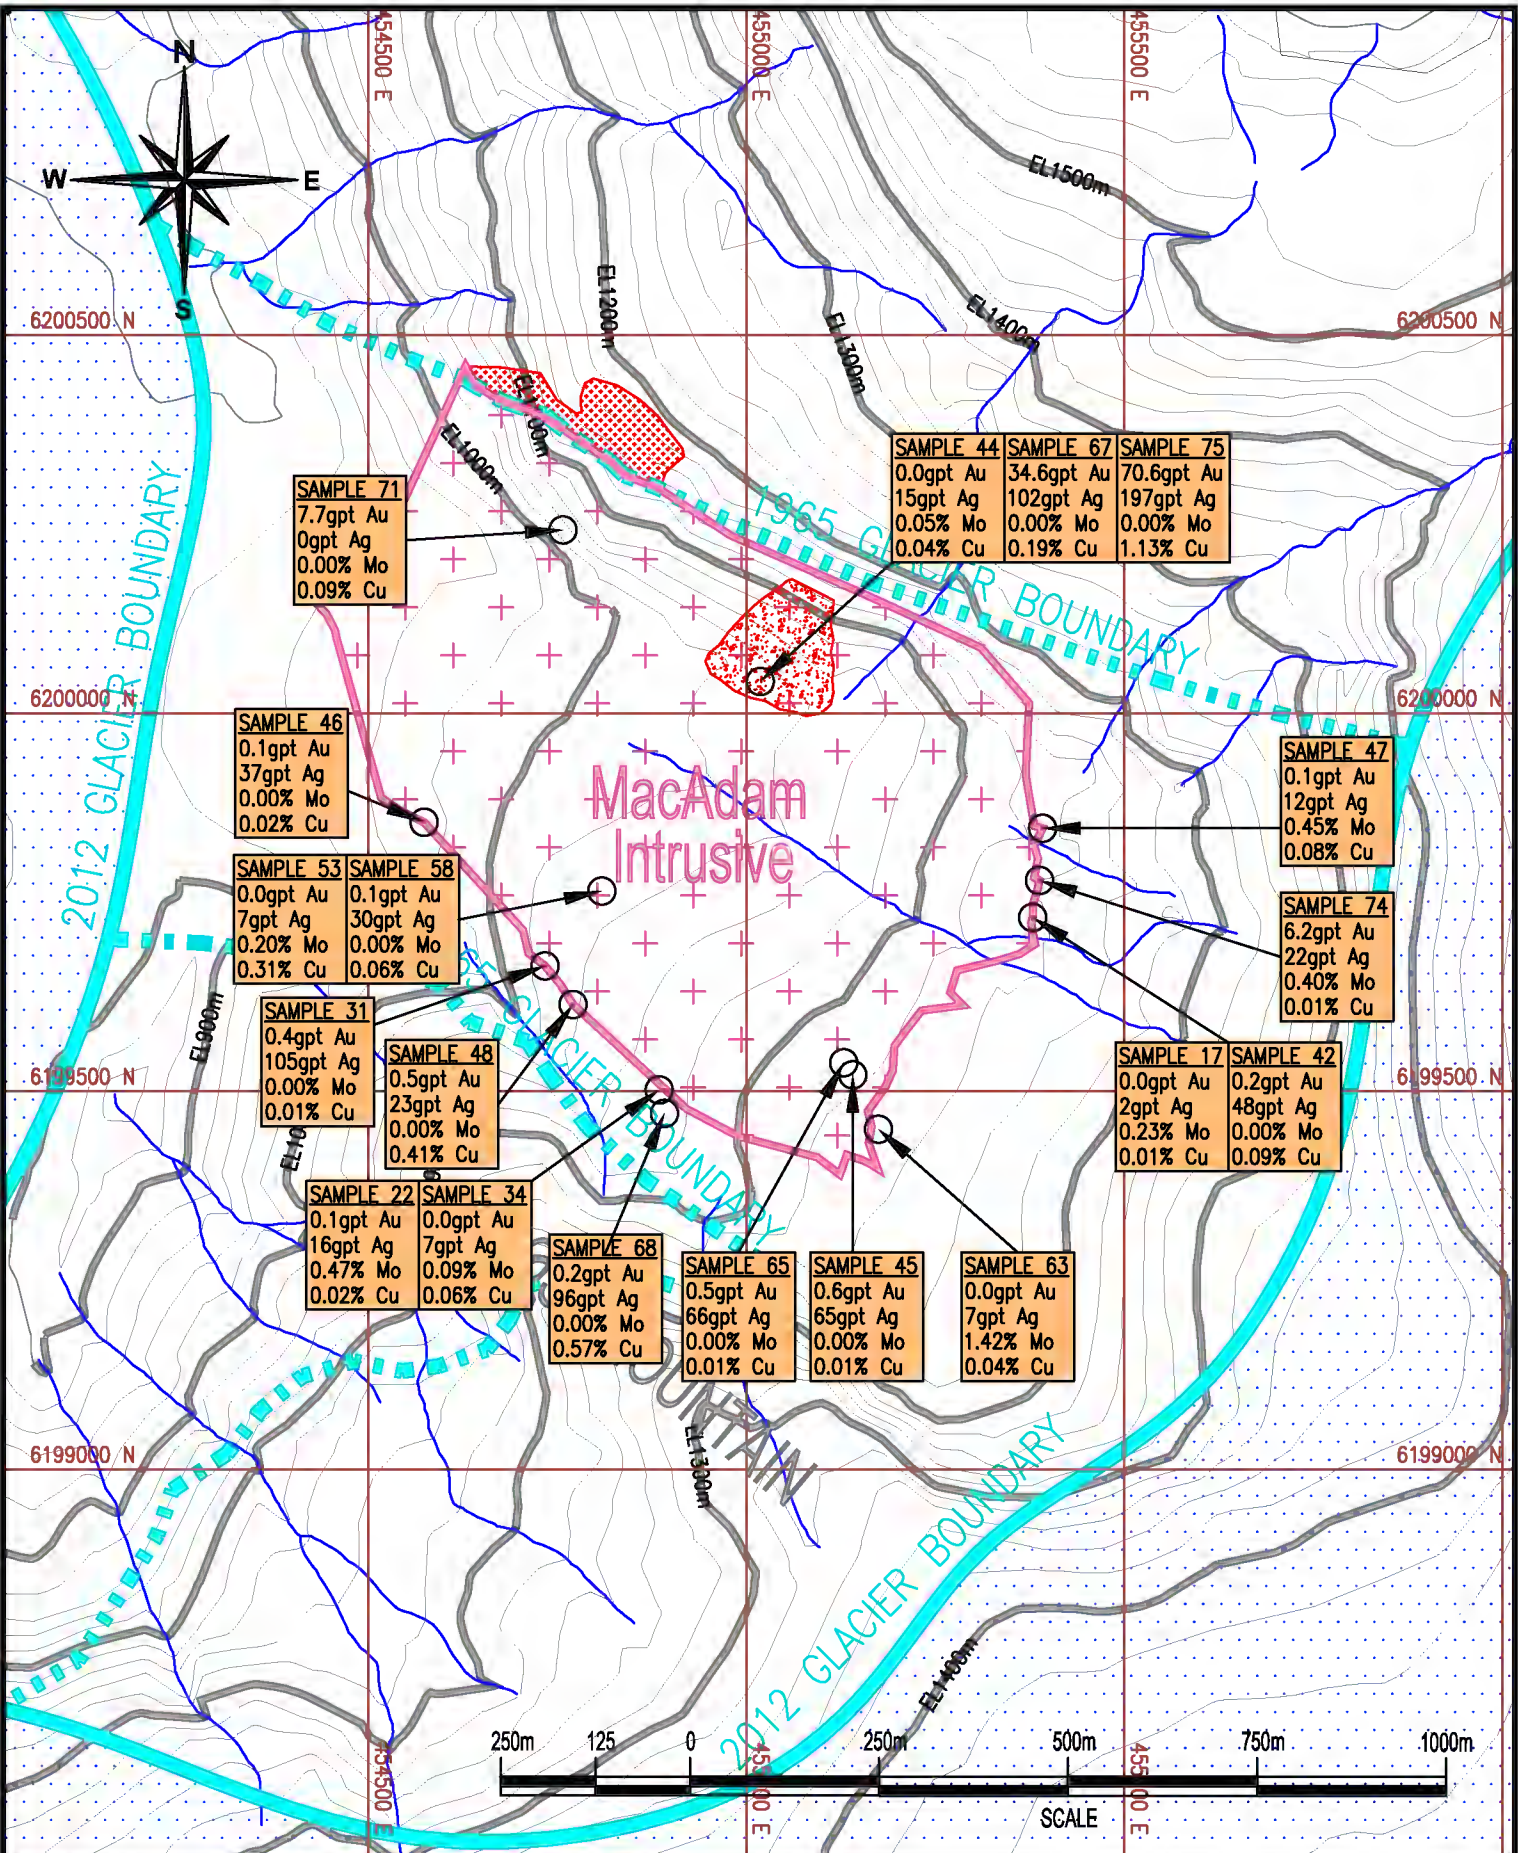 454500 E
455000 E
455500 E
N
W
E
S
EL1500m
EL1200m
EL1400m
EL1300m
6200500 N
6200500 N
EL1000m
2012 GLACIER BOUNDARY
1965 GLACIER BOUNDARY
SAMPLE 44
0.0gpt Au
15gpt Ag
0.05% Mo
0.04% Cu
SAMPLE 67
34.6gpt Au
102gpt Ag
0.00% Mo
0.19% Cu
SAMPLE 75
70.6gpt Au
197gpt Ag
0.00% Mo
1.13% Cu
SAMPLE 71
7.7gpt Au
0gpt Ag
0.00% Mo
0.09% Cu
6200000 N
6200000 N
SAMPLE 46
0.1gpt Au
37gpt Ag
0.00% Mo
0.02% Cu
MacAdam
Intrusive
SAMPLE 47
0.1gpt Au
12gpt Ag
0.45% Mo
0.08% Cu
SAMPLE 53
0.0gpt Au
7gpt Ag
0.20% Mo
0.31% Cu
SAMPLE 58
0.1gpt Au
30gpt Ag
0.00% Mo
0.06% Cu
SAMPLE 74
6.2gpt Au
22gpt Ag
0.40% Mo
0.01% Cu
EL900m
65 GLACIER BOUNDARY
SAMPLE 31
0.4gpt Au
105gpt Ag
0.00% Mo
0.01% Cu
SAMPLE 48
0.5gpt Au
23gpt Ag
0.00% Mo
0.41% Cu
6199500 N
6199500 N
SAMPLE 17
0.0gpt Au
2gpt Ag
0.23% Mo
0.01% Cu
SAMPLE 42
0.2gpt Au
48gpt Ag
0.00% Mo
0.09% Cu
EL10
SAMPLE 22
0.1gpt Au
16gpt Ag
0.47% Mo
0.02% Cu
SAMPLE 34
0.0gpt Au
7gpt Ag
0.09% Mo
0.06% Cu
SAMPLE 68
0.2gpt Au
96gpt Ag
0.00% Mo
0.57% Cu
SAMPLE 65
0.5gpt Au
66gpt Ag
0.00% Mo
0.01% Cu
SAMPLE 45
0.6gpt Au
65gpt Ag
0.00% Mo
0.01% Cu
SAMPLE 63
0.0gpt Au
7gpt Ag
1.42% Mo
0.04% Cu
OUNTAIN
EL1300m
6199000 N
6199000 N
2012 GLACIER BOUNDARY
EL1400m
250m 125 0 250m 500m 750m 1000m
SCALE
454500 E
455000 E
455500 E